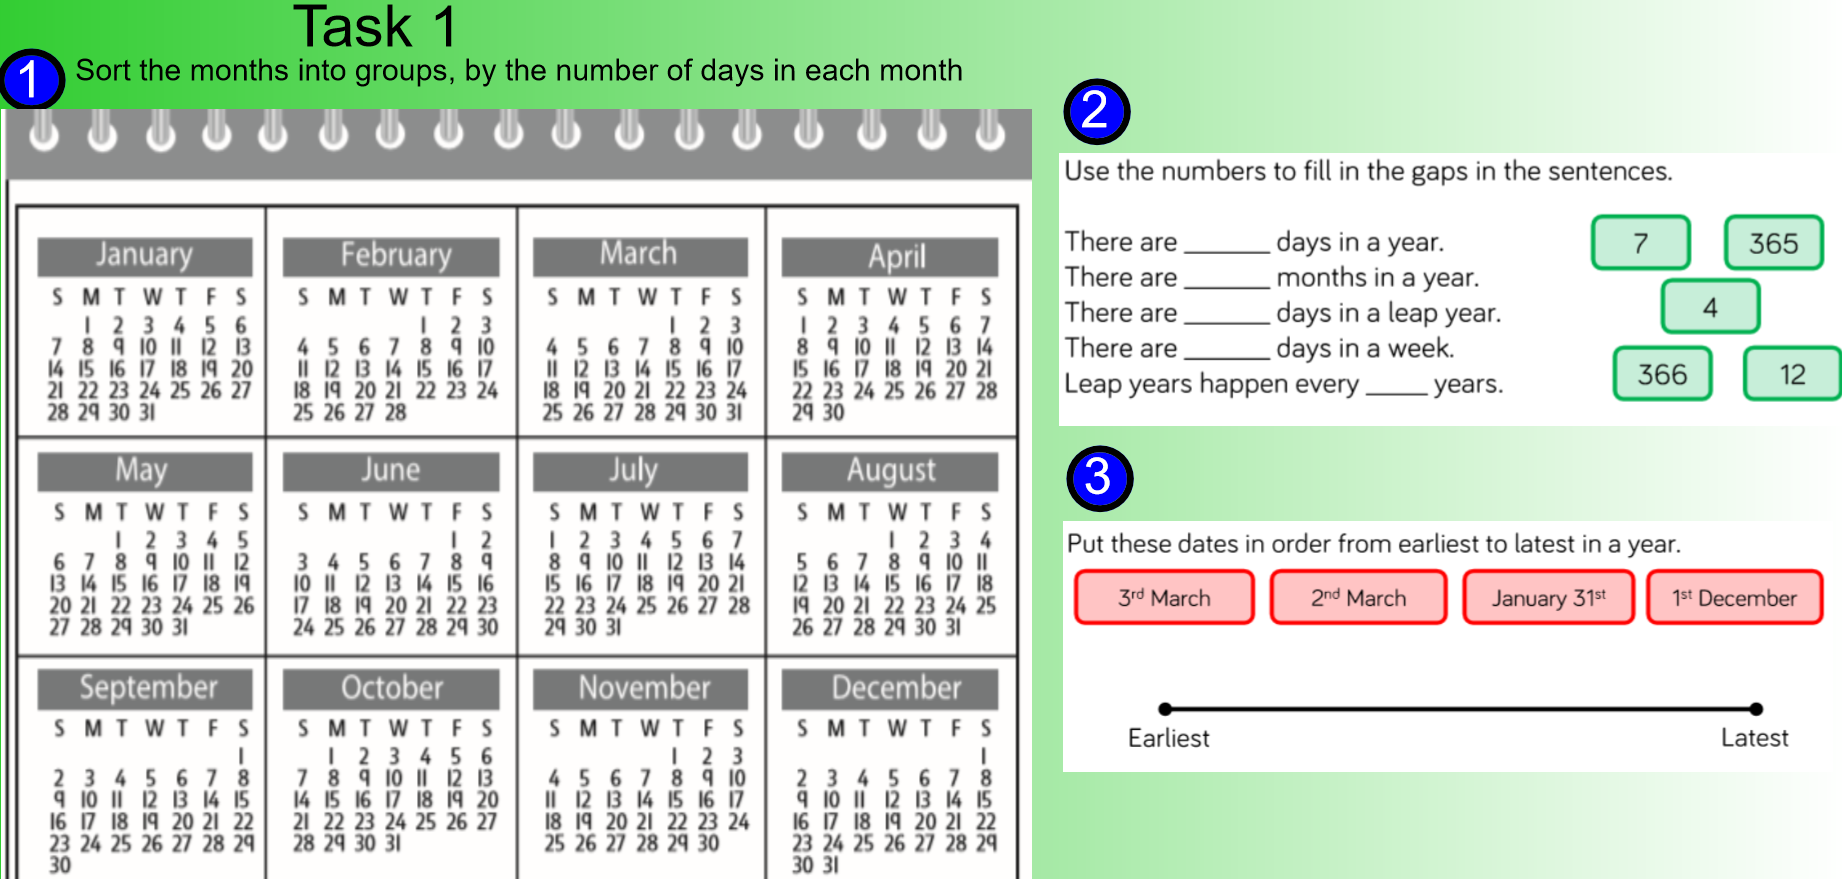 Task 1
1 Sort the months into groups, by the number of days in each month
January
S M T W T F S
1 2 3 4 5 6
7 8 9 10 11 12 13
14 15 16 17 18 19 20
21 22 23 24 25 26 27
28 29 30 31
February
S M T W T F S
1 2 3
4 5 6 7 8 9 10
11 12 13 14 15 16 17
18 19 20 21 22 23 24
25 26 27 28
March
S M T W T F S
1 2 3
4 5 6 7 8 9 10
11 12 13 14 15 16 17
18 19 20 21 22 23 24
25 26 27 28 29 30 31
April
S M T W T F S
1 2 3 4 5 6 7
8 9 10 11 12 13 14
15 16 17 18 19 20 21
22 23 24 25 26 27 28
29 30
May
S M T W T F S
1 2 3 4 5
6 7 8 9 10 11 12
13 14 15 16 17 18 19
20 21 22 23 24 25 26
27 28 29 30 31
June
S M T W T F S
1 2
3 4 5 6 7 8 9
10 11 12 13 14 15 16
17 18 19 20 21 22 23
24 25 26 27 28 29 30
July
S M T W T F S
1 2 3 4 5 6 7
8 9 10 11 12 13 14
15 16 17 18 19 20 21
22 23 24 25 26 27 28
29 30 31
August
S M T W T F S
1 2 3 4
5 6 7 8 9 10 11
12 13 14 15 16 17 18
19 20 21 22 23 24 25
26 27 28 29 30 31
September
S M T W T F S
1
2 3 4 5 6 7 8
9 10 11 12 13 14 15
16 17 18 19 20 21 22
23 24 25 26 27 28 29
30
October
S M T W T F S
1 2 3 4 5 6
7 8 9 10 11 12 13
14 15 16 17 18 19 20
21 22 23 24 25 26 27
28 29 30 31
November
S M T W T F S
1 2 3
4 5 6 7 8 9 10
11 12 13 14 15 16 17
18 19 20 21 22 23 24
25 26 27 28 29 30
December
S M T W T F S
1
2 3 4 5 6 7 8
9 10 11 12 13 14 15
16 17 18 19 20 21 22
23 24 25 26 27 28 29
30 31
2
Use the numbers to fill in the gaps in the sentences.
There are _______ days in a year.
There are _______ months in a year.
There are _______ days in a leap year.
There are _______ days in a week.
Leap years happen every _____ years.
7 365
4
366 12
3
Put these dates in order from earliest to latest in a year.
3rd March 2nd March January 31st 1st December
Earliest Latest